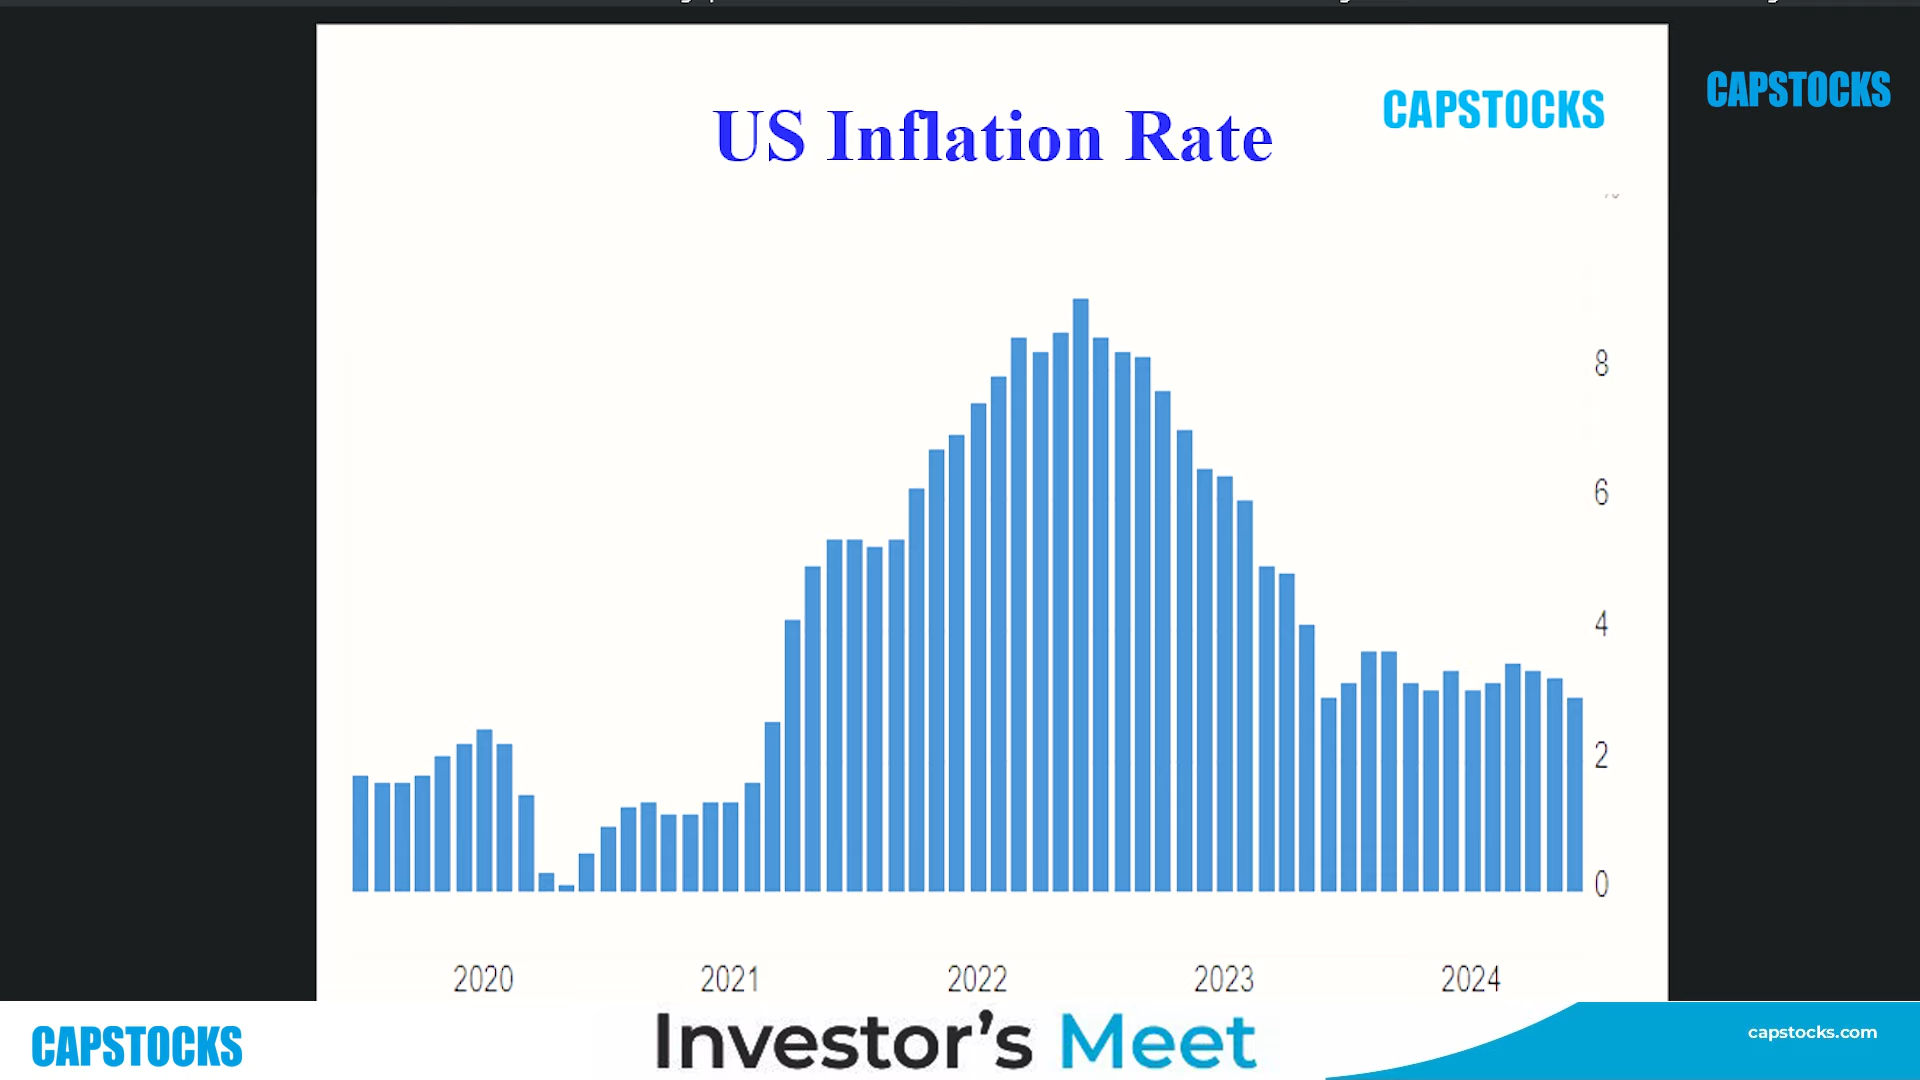 US Inflation Rate
CAPSTOCKS
CAPSTOCKS
8
6
4
2
0
2020 2021 2022 2023 2024
CAPSTOCKS
Investor's Meet
capstocks.com